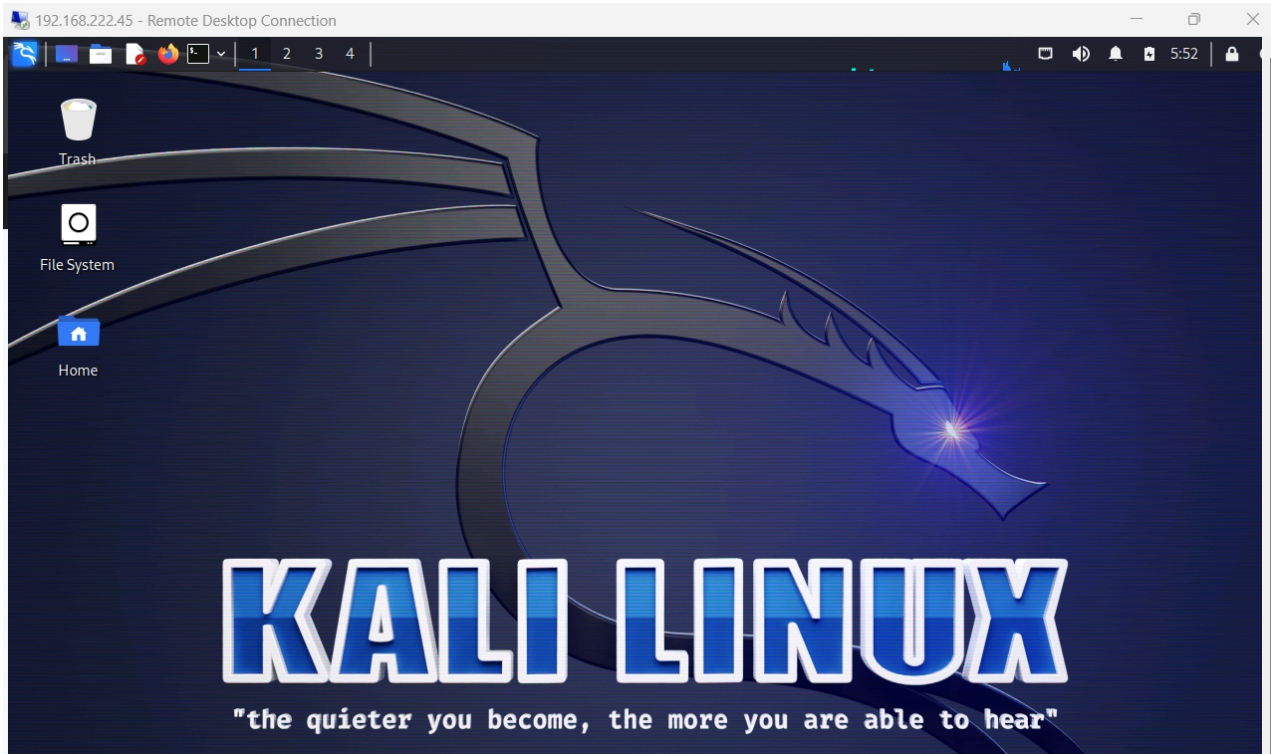 192.168.222.45 - Remote Desktop Connection
1 2 3 4
5:52
Trash
File System
Home
KALI LINUX
"the quieter you become, the more you are able to hear"